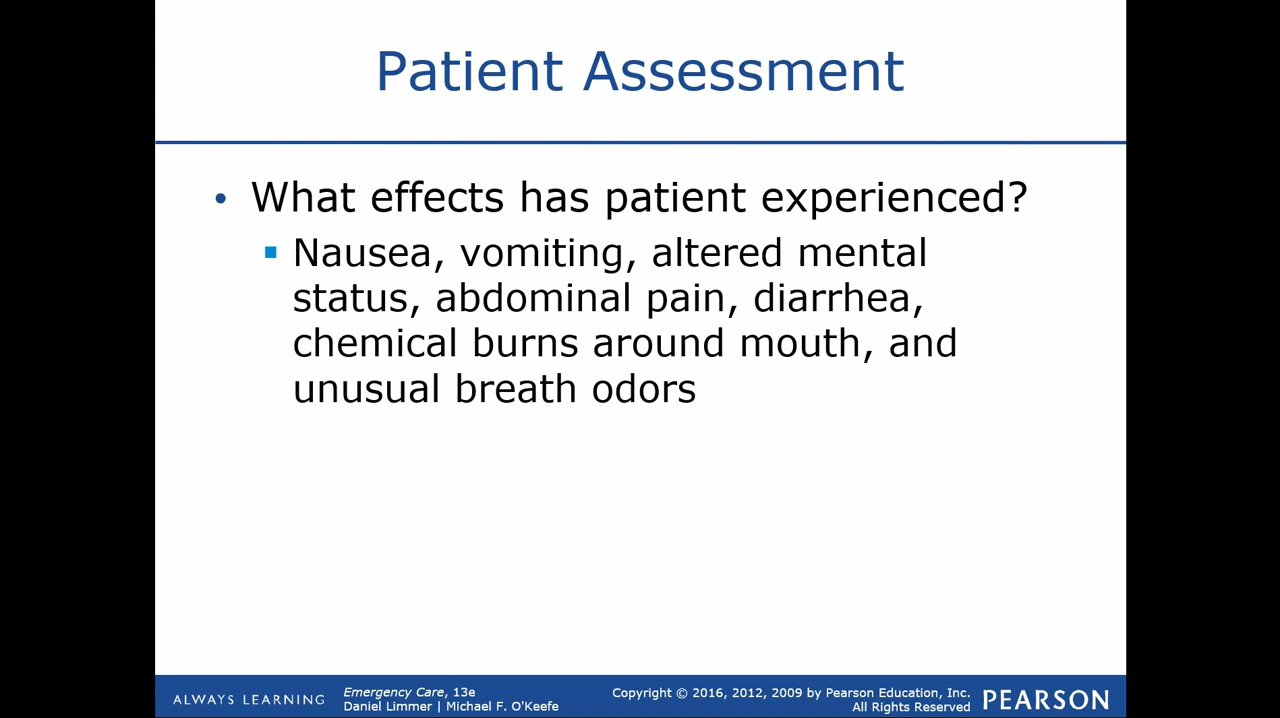 Patient Assessment
• What effects has patient experienced?
▪ Nausea, vomiting, altered mental
status, abdominal pain, diarrhea,
chemical burns around mouth, and
unusual breath odors
ALWAYS LEARNING
Emergency Care, 13e
Daniel Limmer | Michael F. O'Keefe
Copyright © 2016, 2012, 2009 by Pearson Education, Inc.
All Rights Reserved
PEARSON